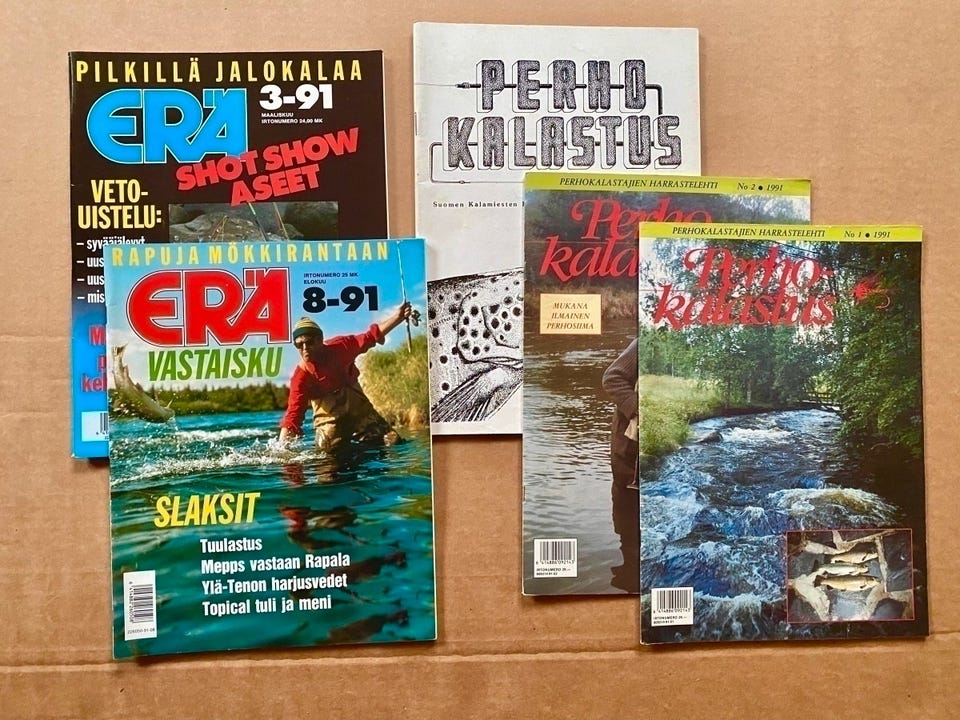 PILKILLÄ JALOKALAA
ERÄ
3-91
MAALISKUU
IRTONUMERO 24,00 MK
SHOT SHOW
ASEET
VETO-
UISTELU:
RAPUJA MÖKKIRANTAAN
ERÄ
IRTONUMERO 25 MK
ELOKUU
8-91
VASTAISKU
SLAKSIT
Tuulastus
Mepps vastaan Rapala
Ylä-Tenon harjusvedet
Topical tuli ja meni
PERHO
KALASTUS
Suomen Kalamiesten
PERHOKALASTAJIEN HARRASTELEHTI No 2 ● 1991
Perho
kala
MUKANA
ILMAINEN
PERHOSIIMA
PERHOKALASTAJIEN HARRASTELEHTI No 1 ● 1991
Perho-
kalastus